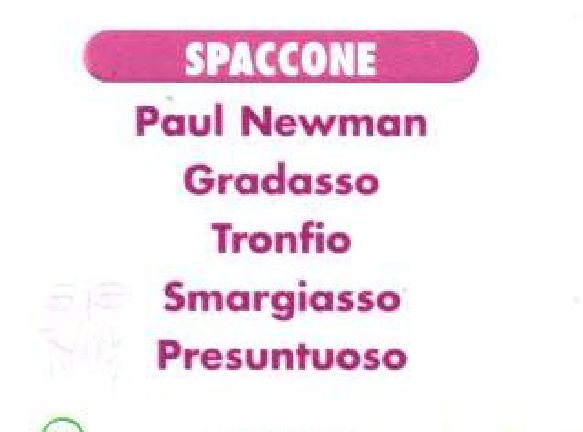 SPACCONE
Paul Newman
Gradasso
Tronfio
Smargiasso
Presuntuoso